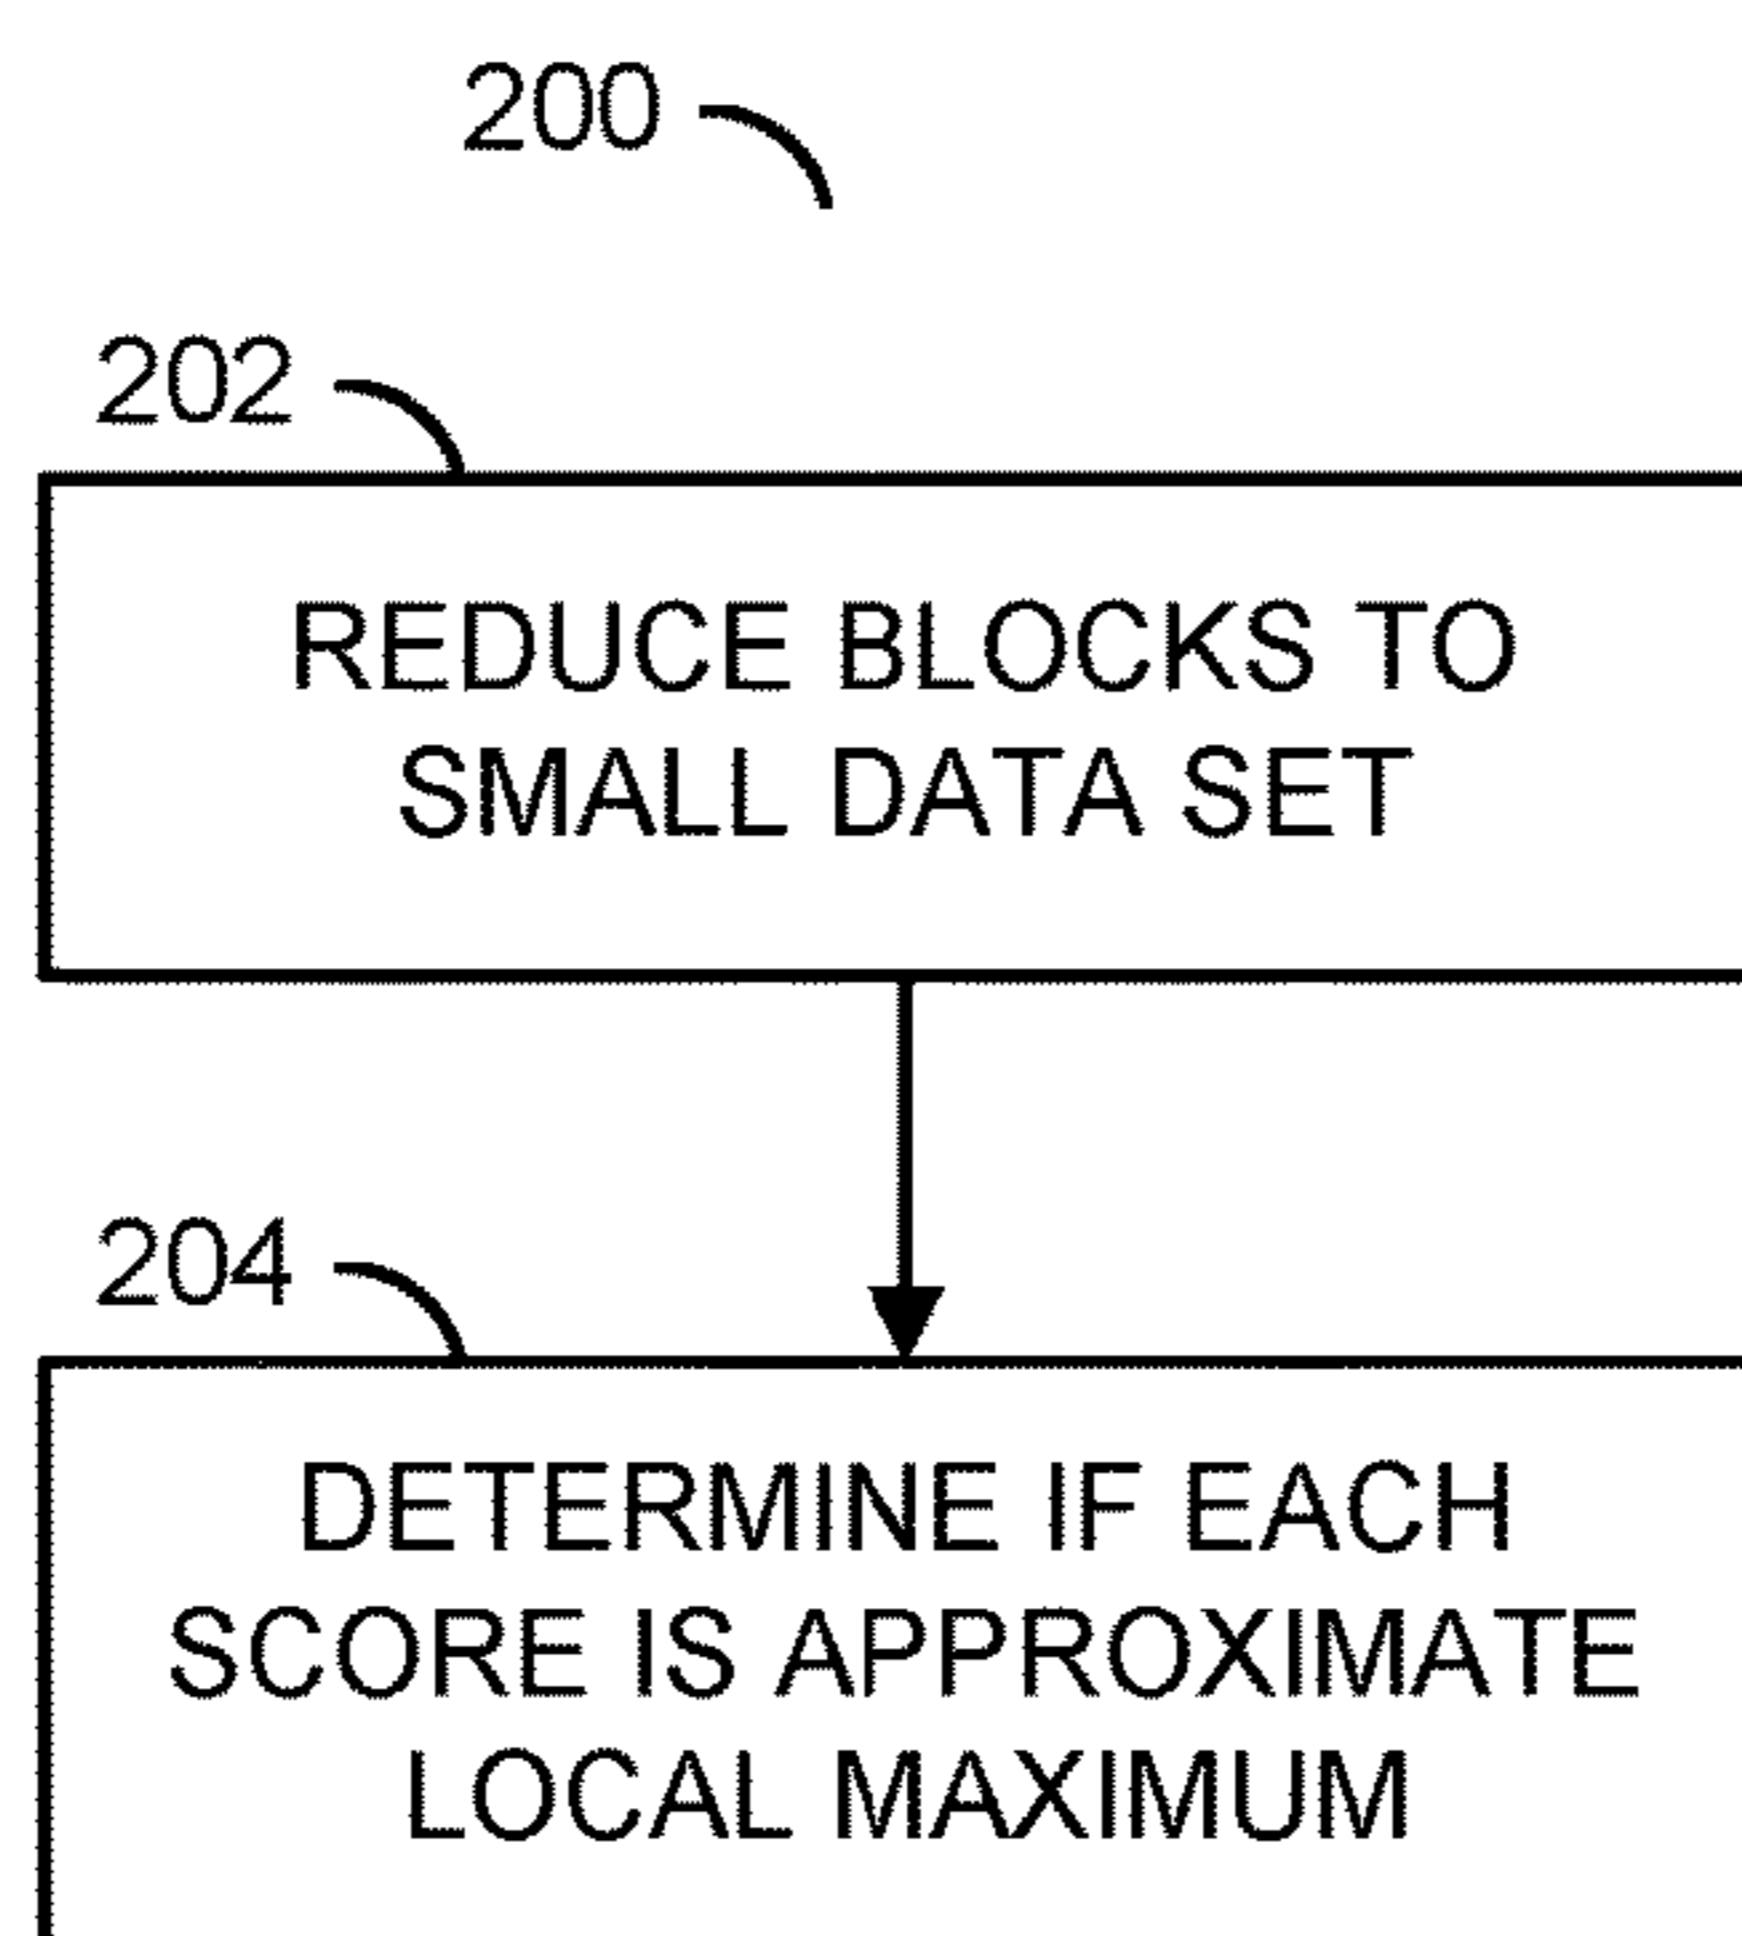 200
202
REDUCE BLOCKS TO
SMALL DATA SET
204
DETERMINE IF EACH
SCORE IS APPROXIMATE
LOCAL MAXIMUM